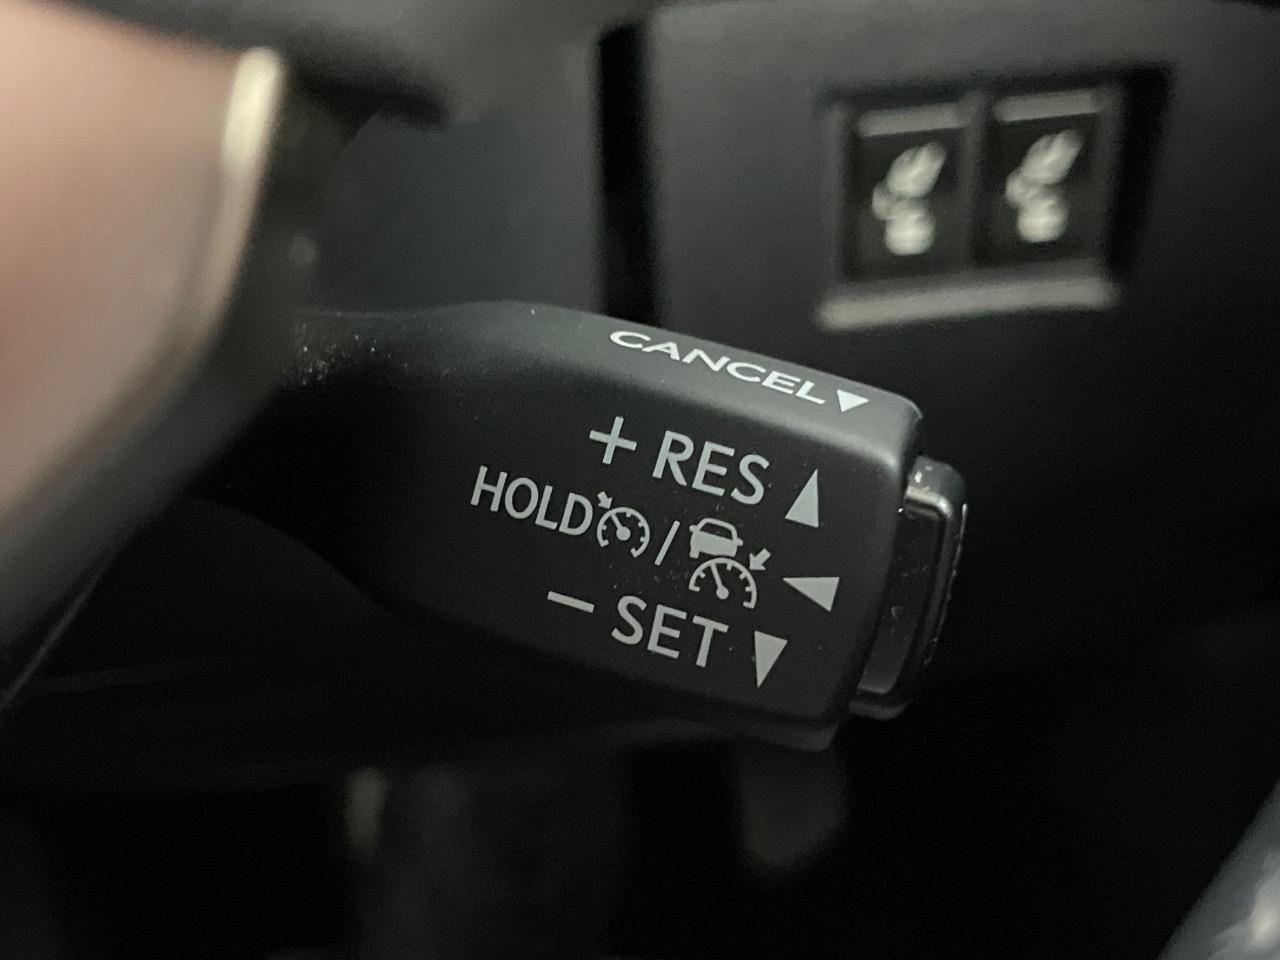 CANCEL▼
+ RES ▲
HOLD / ◀
− SET ▼